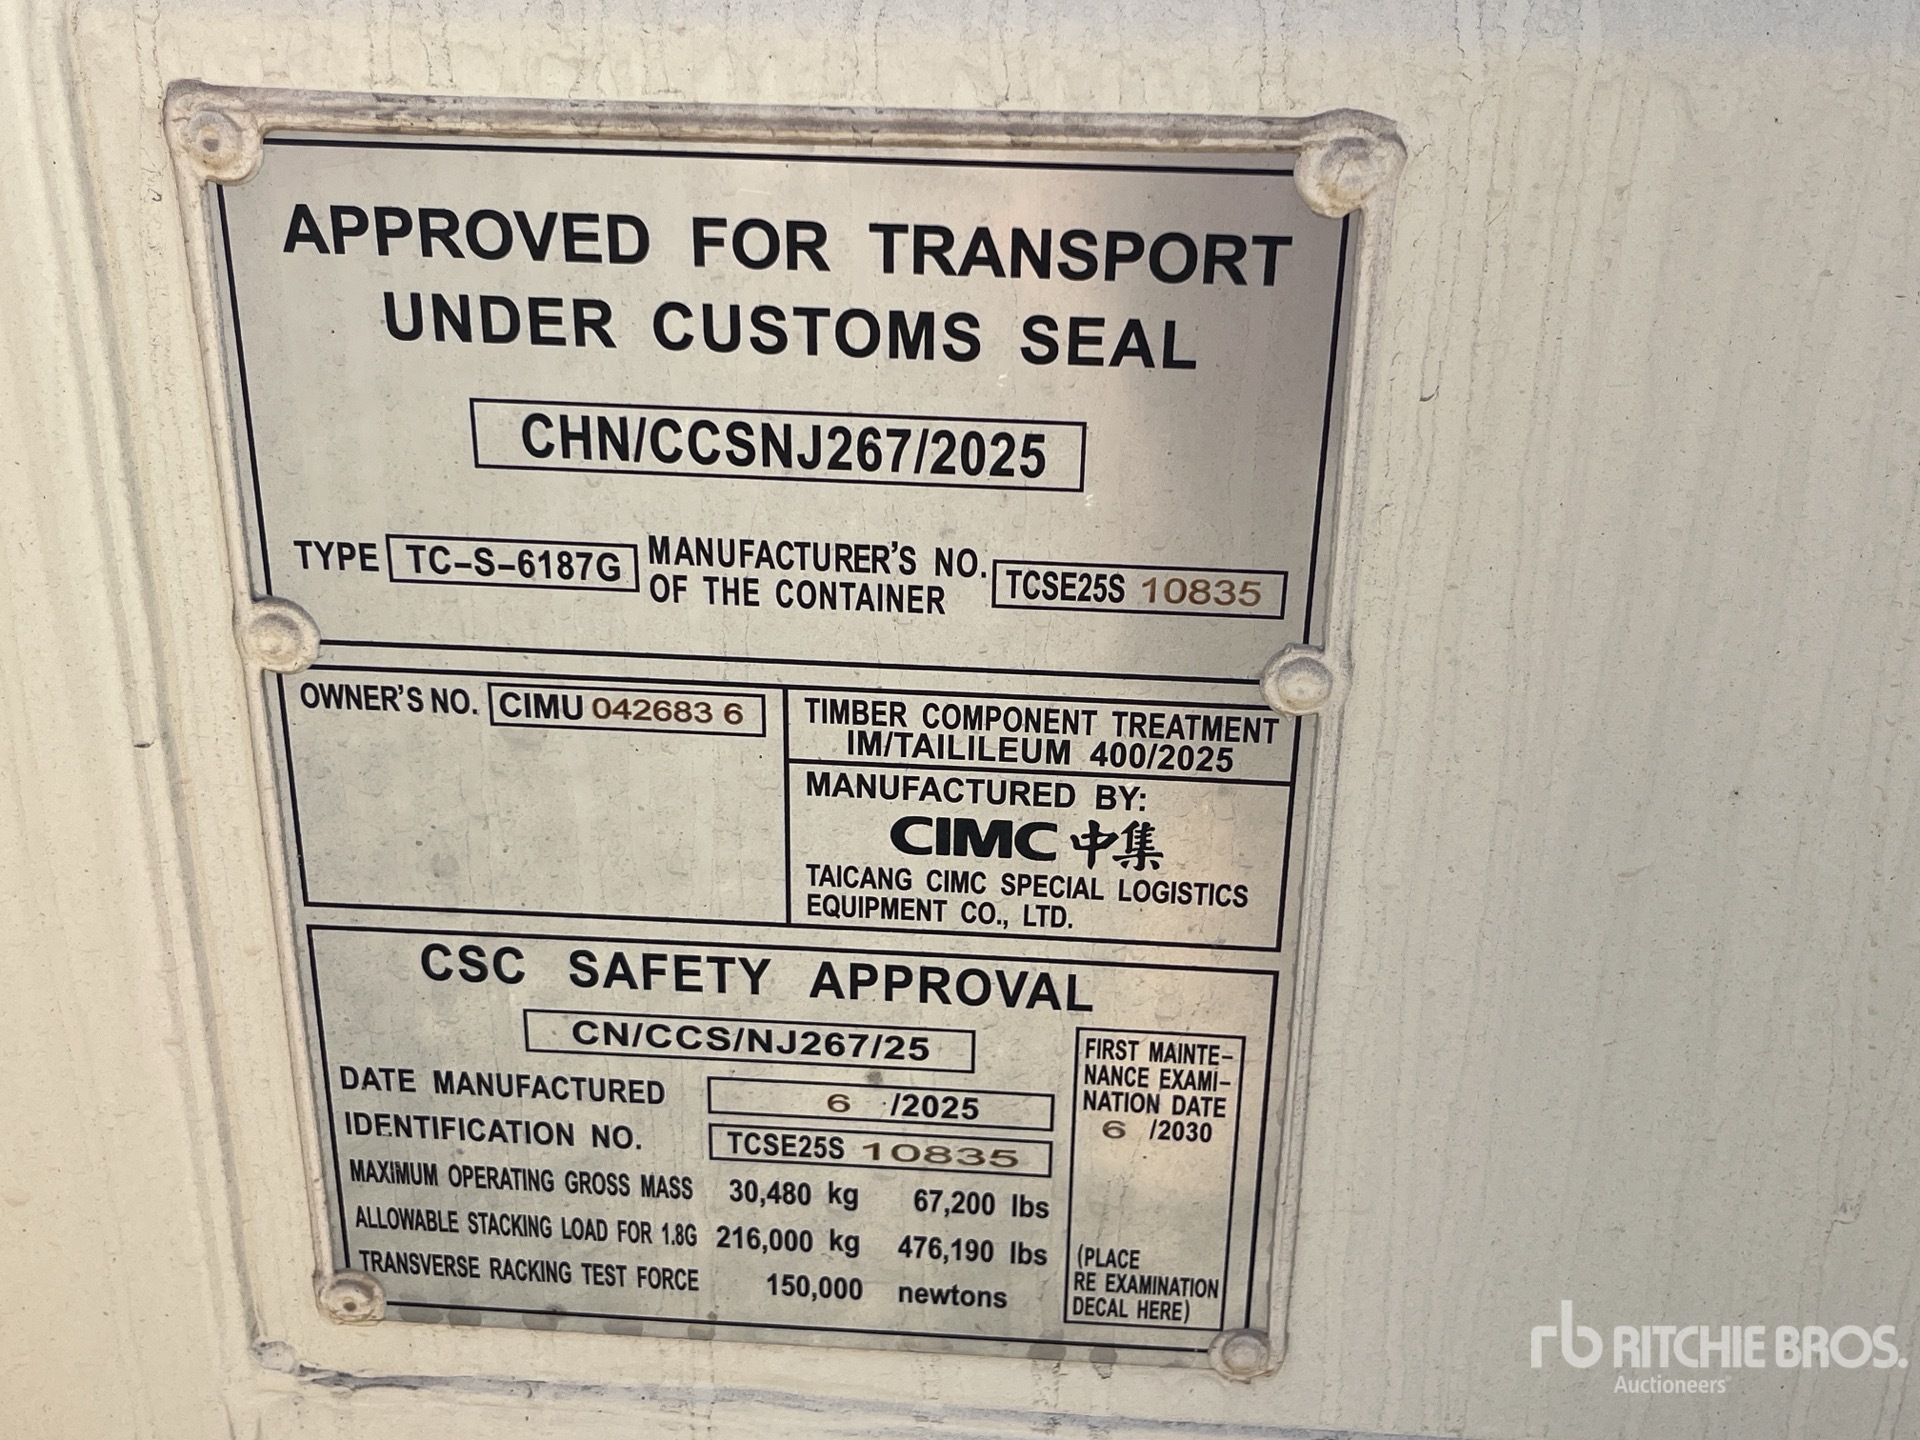 APPROVED FOR TRANSPORT
UNDER CUSTOMS SEAL
CHN/CCSNJ267/2025
TYPE TC-S-6187G MANUFACTURER'S NO.
OF THE CONTAINER TCSE25S 10835
OWNER'S NO. CIMU 042683 6
TIMBER COMPONENT TREATMENT
IM/TAILILEUM 400/2025
MANUFACTURED BY:
CIMC 中集
TAICANG CIMC SPECIAL LOGISTICS
EQUIPMENT CO., LTD.
CSC SAFETY APPROVAL
CN/CCS/NJ267/25
DATE MANUFACTURED 6 /2025
IDENTIFICATION NO. TCSE25S 10835
MAXIMUM OPERATING GROSS MASS 30,480 kg 67,200 lbs
ALLOWABLE STACKING LOAD FOR 1.8G 216,000 kg 476,190 lbs
TRANSVERSE RACKING TEST FORCE 150,000 newtons
FIRST MAINTE-
NANCE EXAMI-
NATION DATE
6 /2030
(PLACE
RE EXAMINATION
DECAL HERE)
rb RITCHIE BROS.
Auctioneers